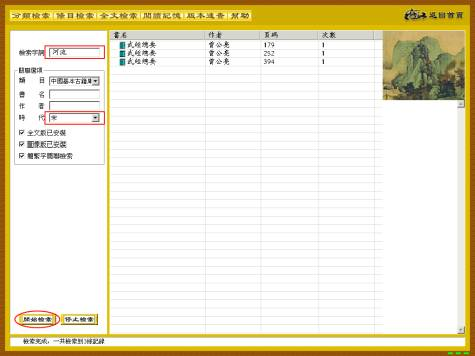 分類檢索 條目檢索 全文檢索 閱讀記憶 版本速查 幫助 返回首頁
書名 作者 頁碼 次數
武經總要 曾公亮 179 1
武經總要 曾公亮 252 1
武經總要 曾公亮 394 1
檢索字詞 河流
類 目 中國基本古籍庫
書 名
作 者
時 代 宋
全文版已安裝
圖像版已安裝
簡繁字關聯檢索
開始檢索 停止檢索
檢索完成，一共檢索到3條記錄